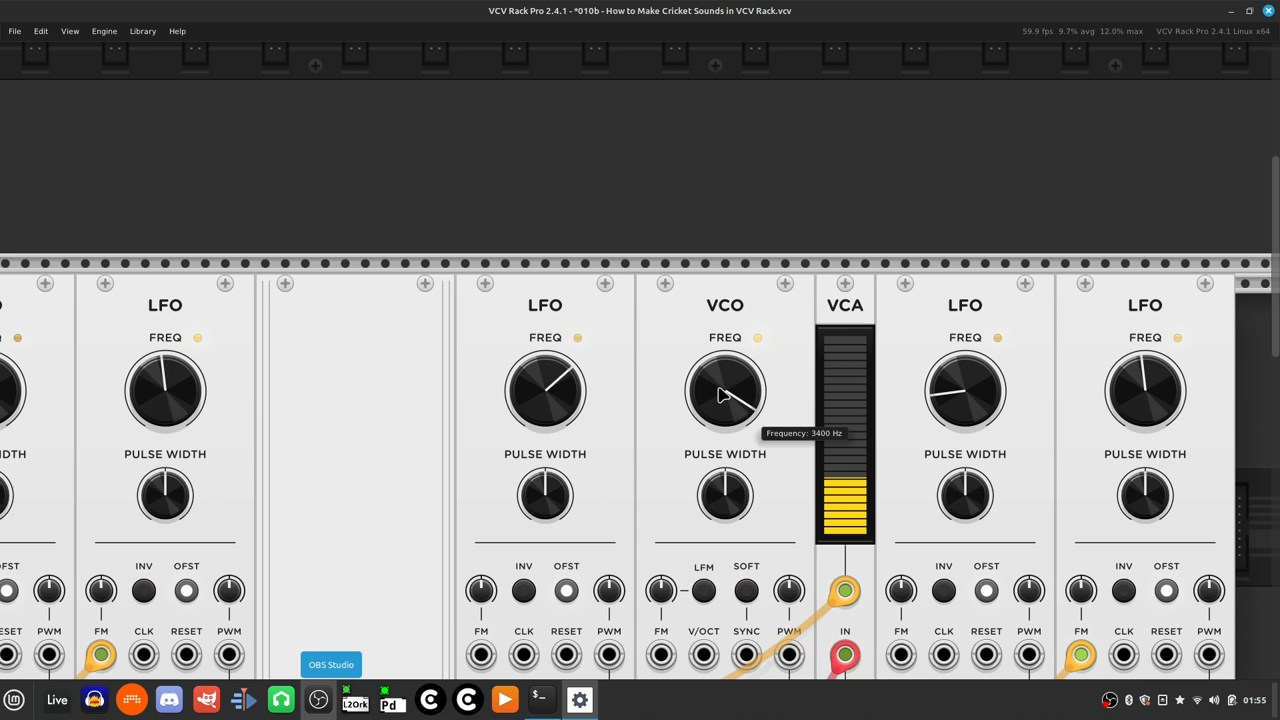 VCV Rack Pro 2.4.1 - *010b - How to Make Cricket Sounds in VCV Rack.vcv
File Edit View Engine Library Help 59.9 fps 9.7% avg 12.0% max VCV Rack Pro 2.4.1 Linux x64
LFO LFO VCO VCA LFO LFO
FREQ FREQ FREQ FREQ FREQ
Frequency: 3400 Hz
PULSE WIDTH PULSE WIDTH PULSE WIDTH PULSE WIDTH PULSE WIDTH
INV OFST INV OFST LFM SOFT INV OFST INV OFST
PWM FM CLK RESET PWM FM CLK RESET PWM FM V/OCT SYNC PWM IN FM CLK RESET PWM FM CLK RESET PWM
OBS Studio
Live L2Ork Pd C C $_ 01:55